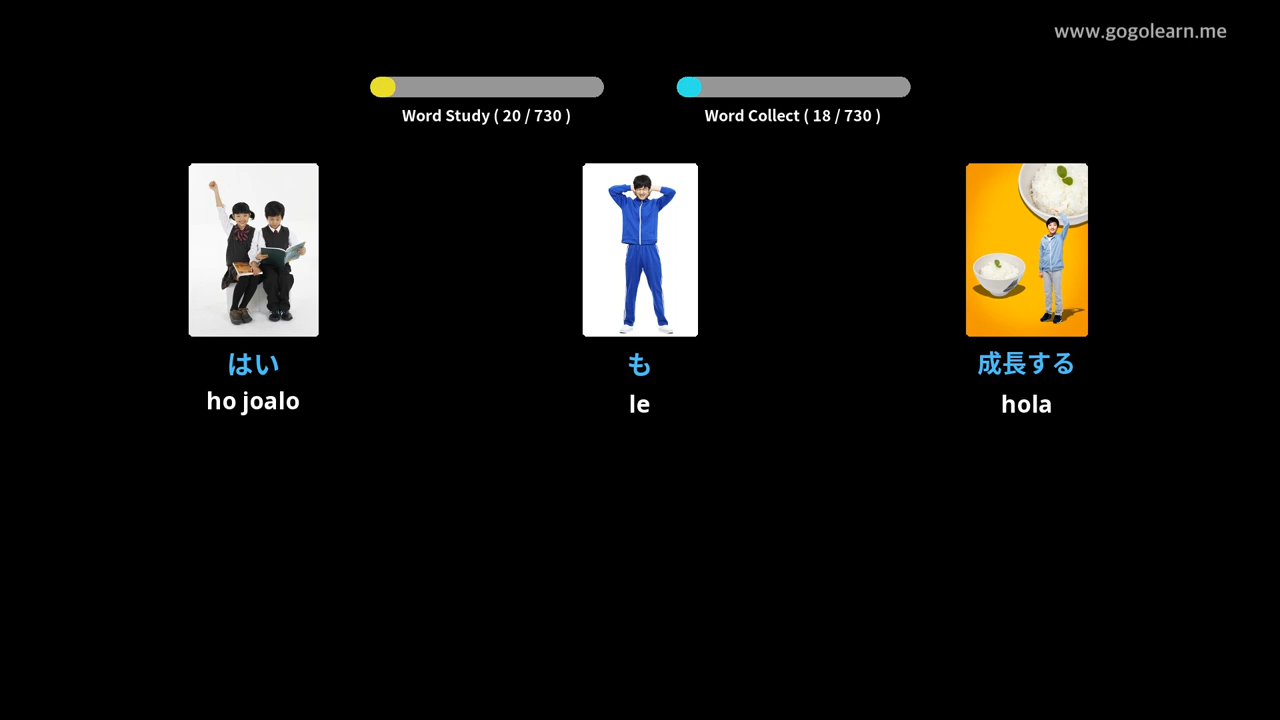 www.gogolearn.me
Word Study ( 20 / 730 )
Word Collect ( 18 / 730 )
はい
も
成長する
ho joalo
le
hola